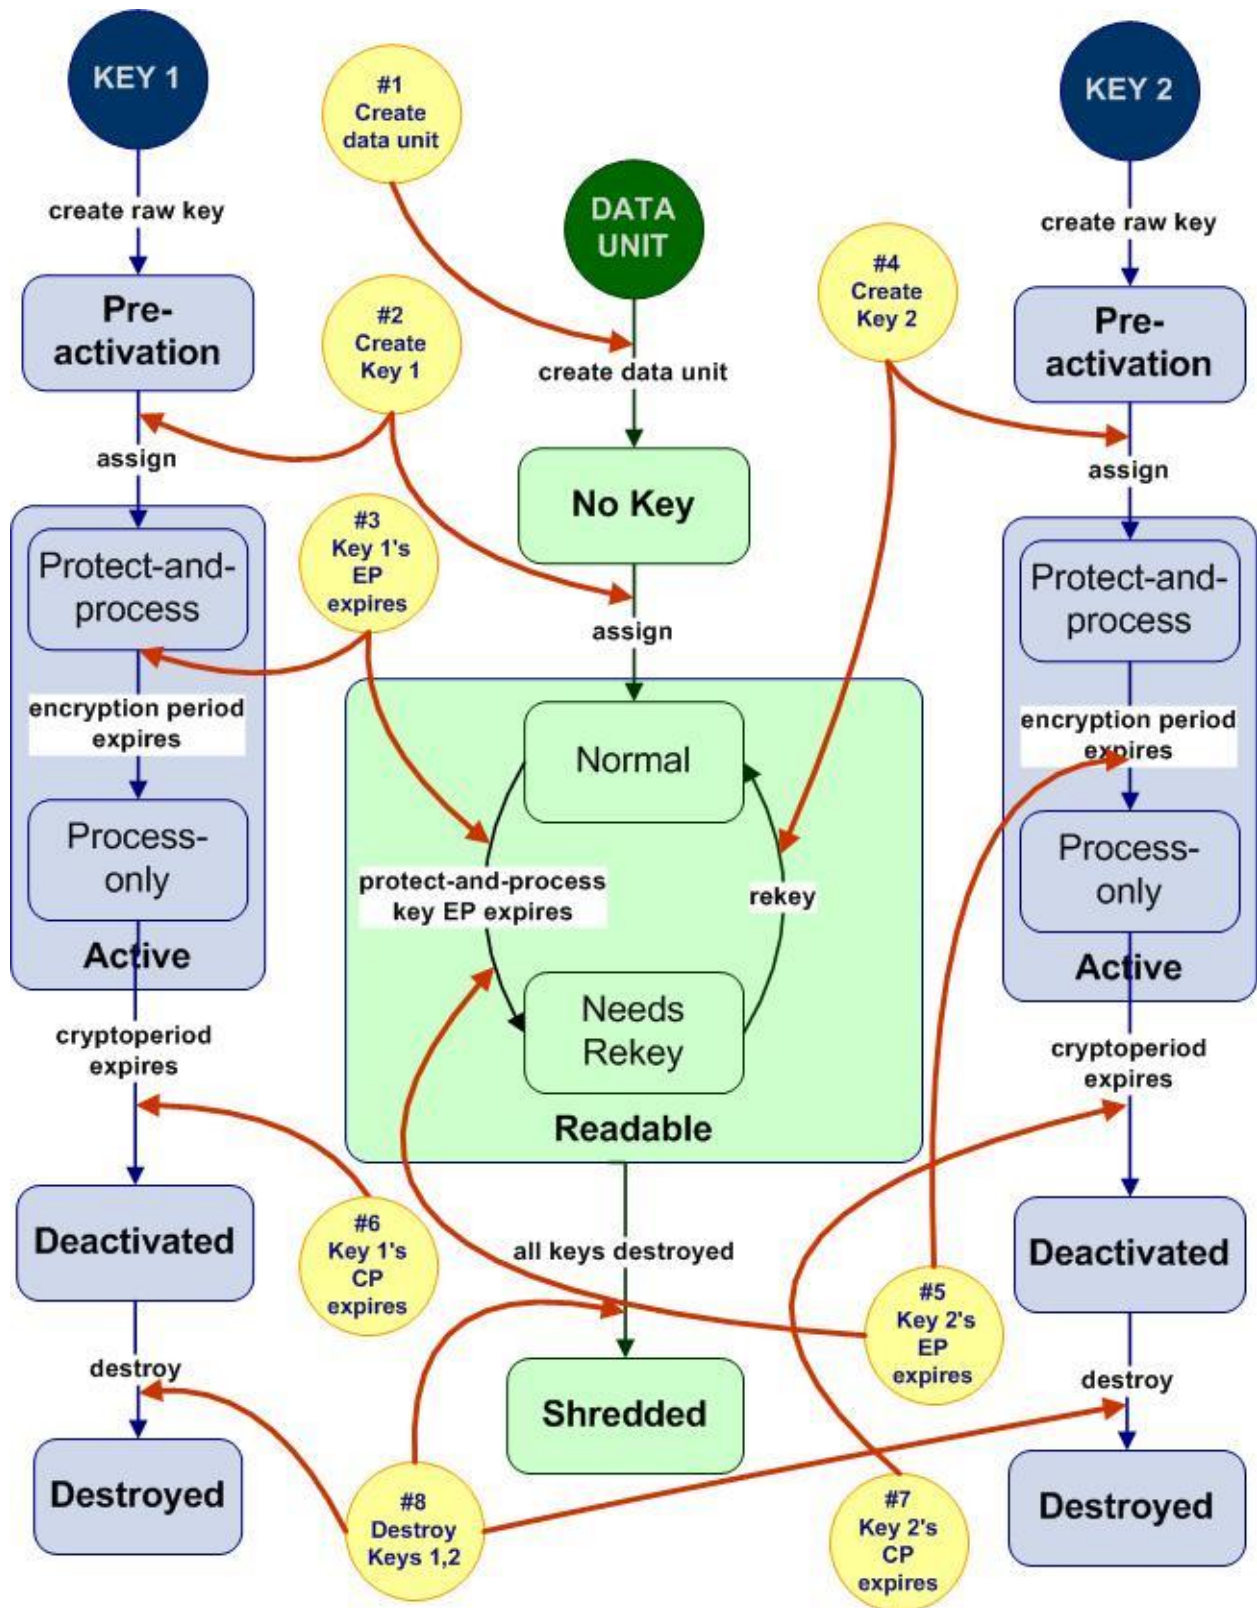 KEY 1
create raw key
Pre-
activation
assign
Protect-and-
process
encryption period
expires
Process-
only
Active
cryptoperiod
expires
Deactivated
destroy
Destroyed
#1
Create
data unit
#2
Create
Key 1
#3
Key 1's
EP
expires
#6
Key 1's
CP
expires
#8
Destroy
Keys 1,2
DATA
UNIT
create data unit
No Key
assign
Normal
protect-and-process
key EP expires
rekey
Needs
Rekey
Readable
all keys destroyed
Shredded
#4
Create
Key 2
#5
Key 2's
EP
expires
#7
Key 2's
CP
expires
KEY 2
create raw key
Pre-
activation
assign
Protect-and-
process
encryption period
expires
Process-
only
Active
cryptoperiod
expires
Deactivated
destroy
Destroyed